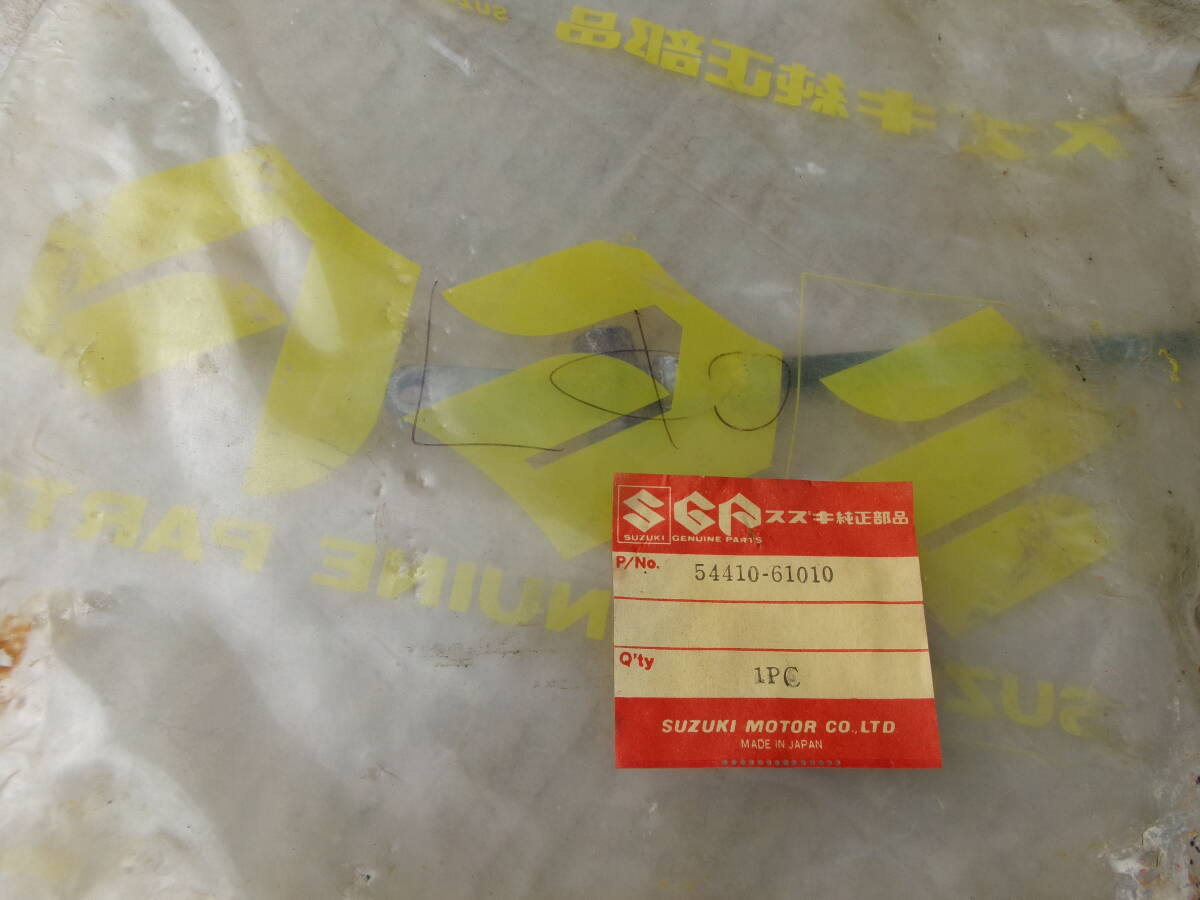 スズキ純正部品
SGP スズキ純正部品
SUZUKI GENUINE PARTS
P/No. 54410-61010
Q'ty 1PC
SUZUKI MOTOR CO.,LTD
MADE IN JAPAN